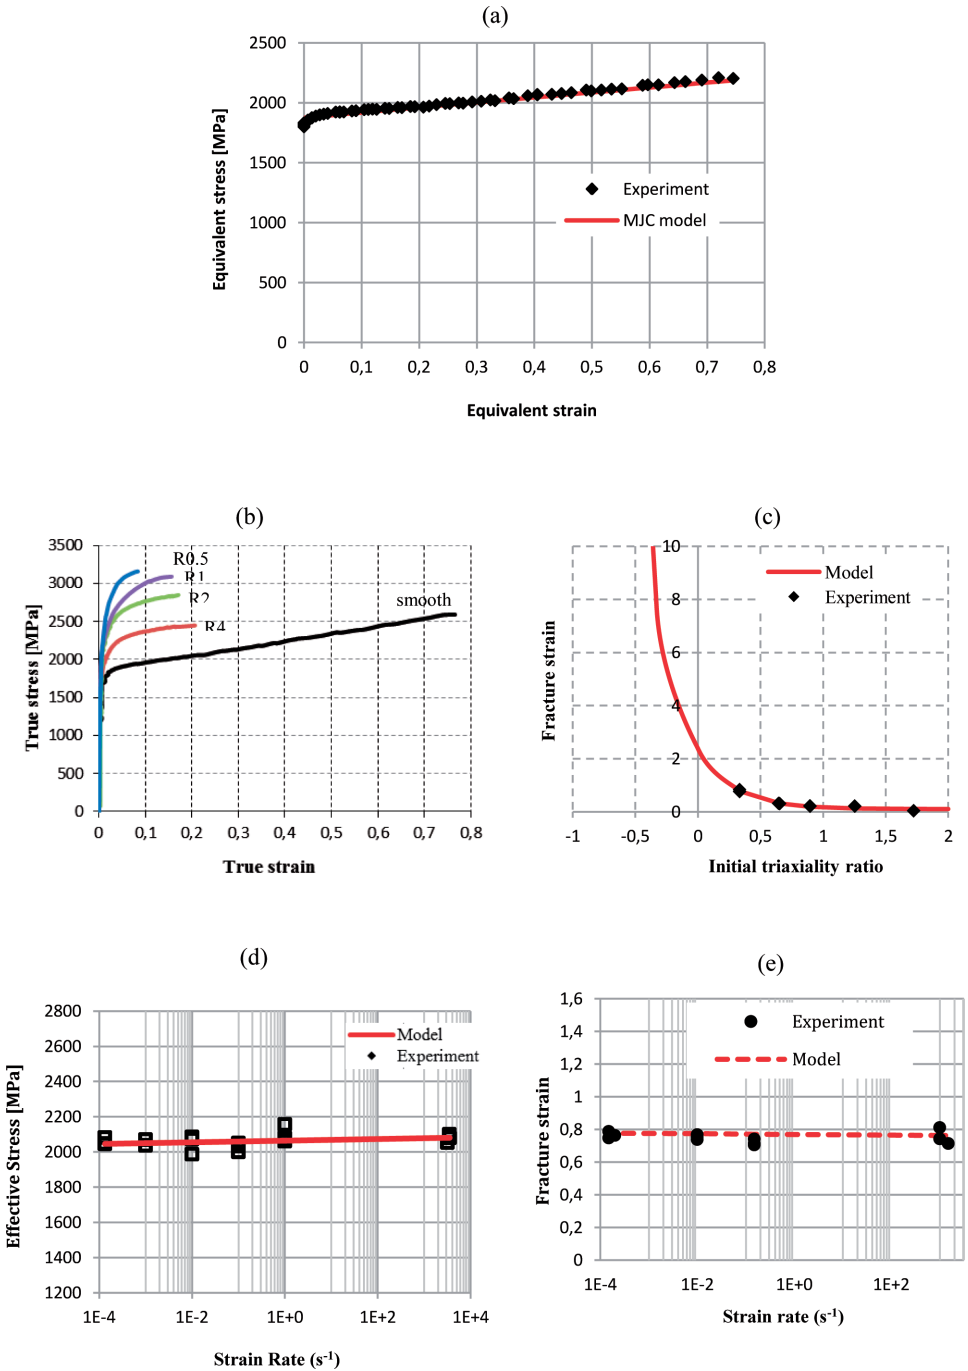 (a)
2500
2000
1500
1000
500
0
Equivalent stress [MPa]
Experiment
MJC model
0 0,1 0,2 0,3 0,4 0,5 0,6 0,7 0,8
Equivalent strain
(b)
3500
3000
2500
2000
1500
1000
500
0
True stress [MPa]
R0.5
R1
R2
R4
smooth
0 0,1 0,2 0,3 0,4 0,5 0,6 0,7 0,8
True strain
(c)
10
8
6
4
2
0
Fracture strain
Model
Experiment
-1 -0,5 0 0,5 1 1,5 2
Initial triaxiality ratio
(d)
2800
2600
2400
2200
2000
1800
1600
1400
1200
Effective Stress [MPa]
Model
Experiment
1E-4 1E-2 1E+0 1E+2 1E+4
Strain Rate (s-1)
(e)
1,6
1,4
1,2
1
0,8
0,6
0,4
0,2
0
Fracture strain
Experiment
Model
1E-4 1E-2 1E+0 1E+2
Strain rate (s-1)